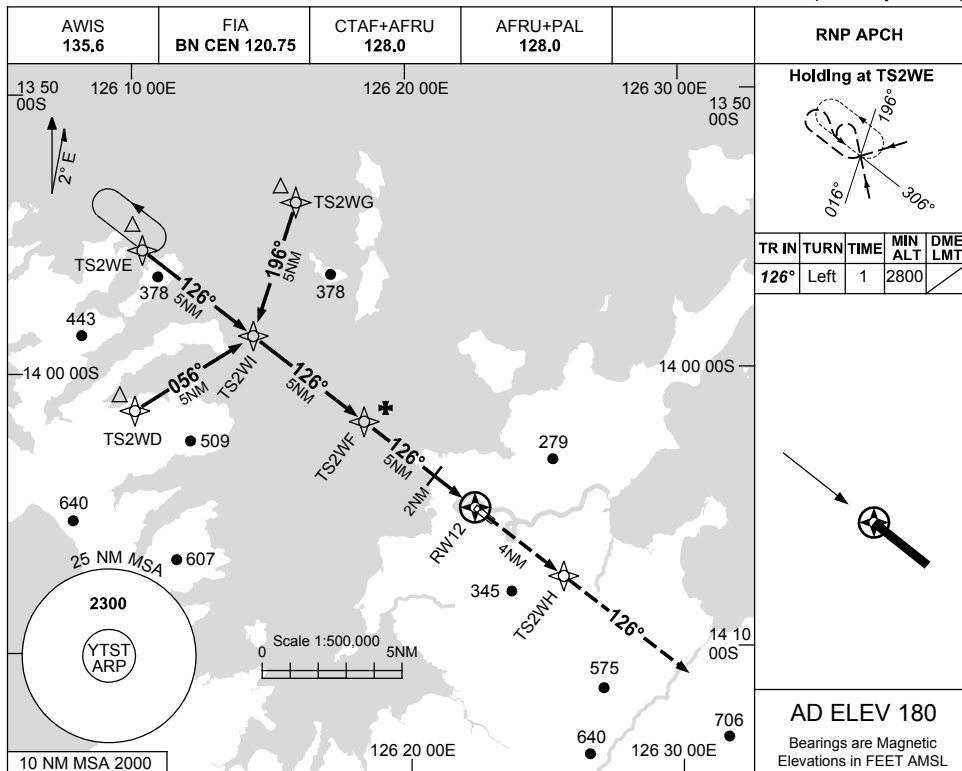 AWIS
135.6
FIA
BN CEN 120.75
CTAF+AFRU
128.0
AFRU+PAL
128.0
RNP APCH
13 50
00S
126 10 00E
126 20 00E
126 30 00E
13 50
00S
2° E
TS2WG
TS2WE
196°
5NM
126°
5NM
378
378
443
14 00 00S
14 00 00S
056°
5NM
TS2WI
126°
5NM
TS2WD
509
TS2WF
126°
5NM
2NM
279
640
607
RW12
4NM
345
TS2WH
126°
25 NM MSA
2300
YTST
ARP
Scale 1:500,000
0
5NM
14 10
00S
575
640
706
126 20 00E
126 30 00E
10 NM MSA 2000
Holding at TS2WE
196°
016°
306°
TR IN TURN TIME MIN ALT DME LMT
126° Left 1 2800
AD ELEV 180
Bearings are Magnetic
Elevations in FEET AMSL